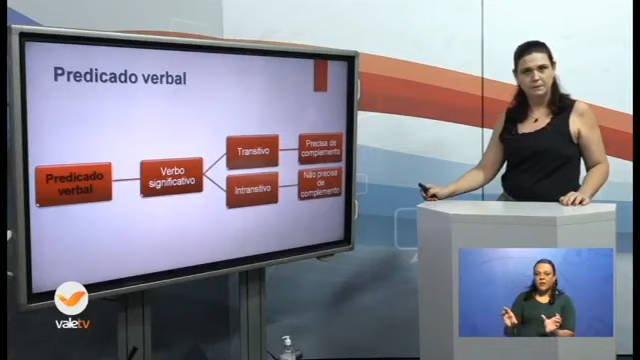 Predicado verbal
Predicado
verbal
Verbo
significativo
Transitivo
Intransitivo
Precisa de
complemento
Não precisa
de
complemento
valetv